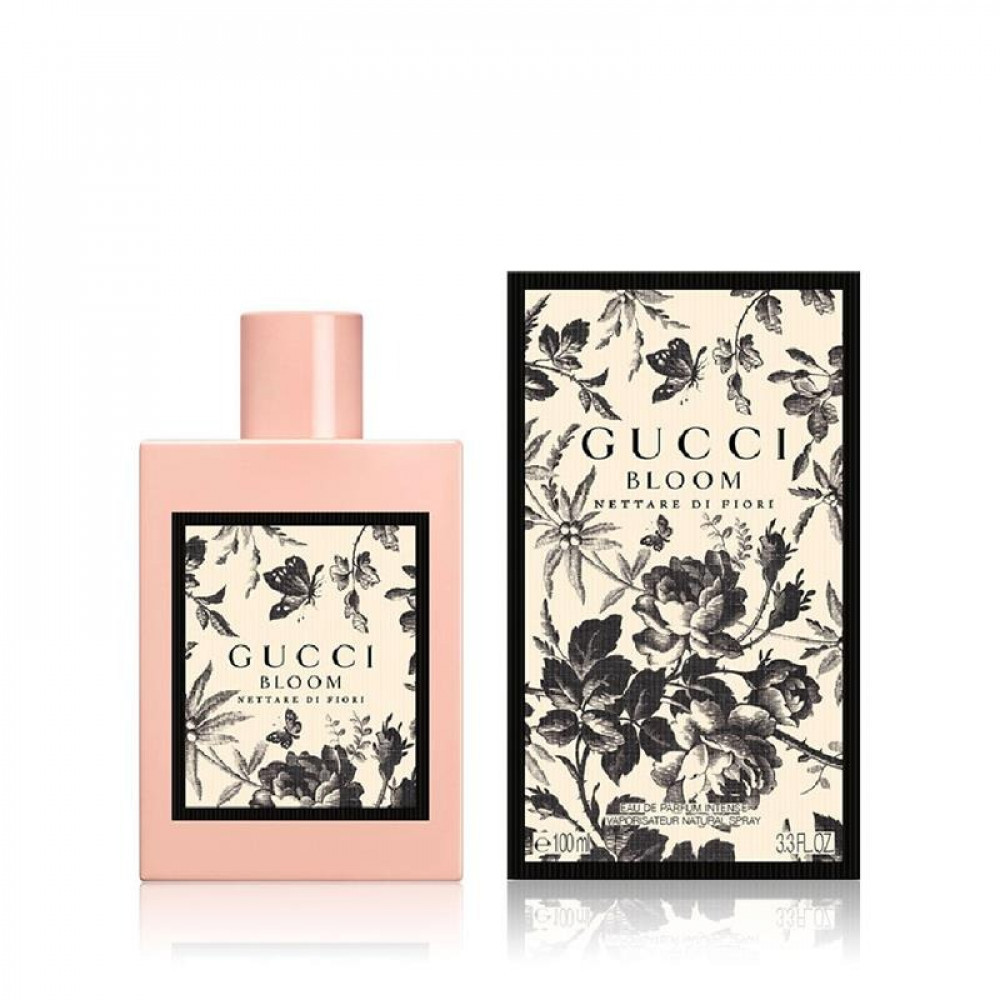 GUCCI
BLOOM
NETTARE DI FIORI
GUCCI
BLOOM
NETTARE DI FIORI
EAU DE PARFUM INTENSE
VAPORISATEUR NATURAL SPRAY
℮ 100 ml
3.3 FL.OZ